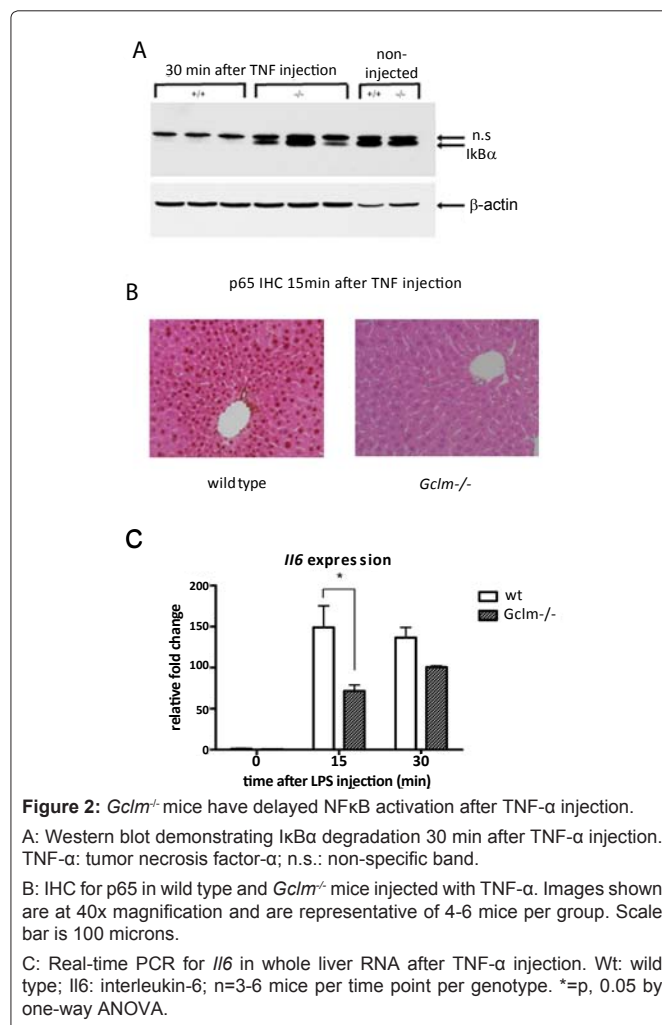 A
30 min after TNF injection
non-
injected
+/+
-/-
+/+ -/-
n.s
IkBα
β-actin
p65 IHC 15min after TNF injection
B
wild type
Gclm-/-
C
Il6 expression
*
wt
Gclm-/-
200
150
100
50
0
relative fold change
0 15 30
time after LPS injection (min)
Figure 2: Gclm-/- mice have delayed NFκB activation after TNF-α injection.
A: Western blot demonstrating IκBα degradation 30 min after TNF-α injection.
TNF-α: tumor necrosis factor-α; n.s.: non-specific band.
B: IHC for p65 in wild type and Gclm-/- mice injected with TNF-α. Images shown
are at 40x magnification and are representative of 4-6 mice per group. Scale
bar is 100 microns.
C: Real-time PCR for Il6 in whole liver RNA after TNF-α injection. Wt: wild
type; Il6: interleukin-6; n=3-6 mice per time point per genotype. *=p, 0.05 by
one-way ANOVA.